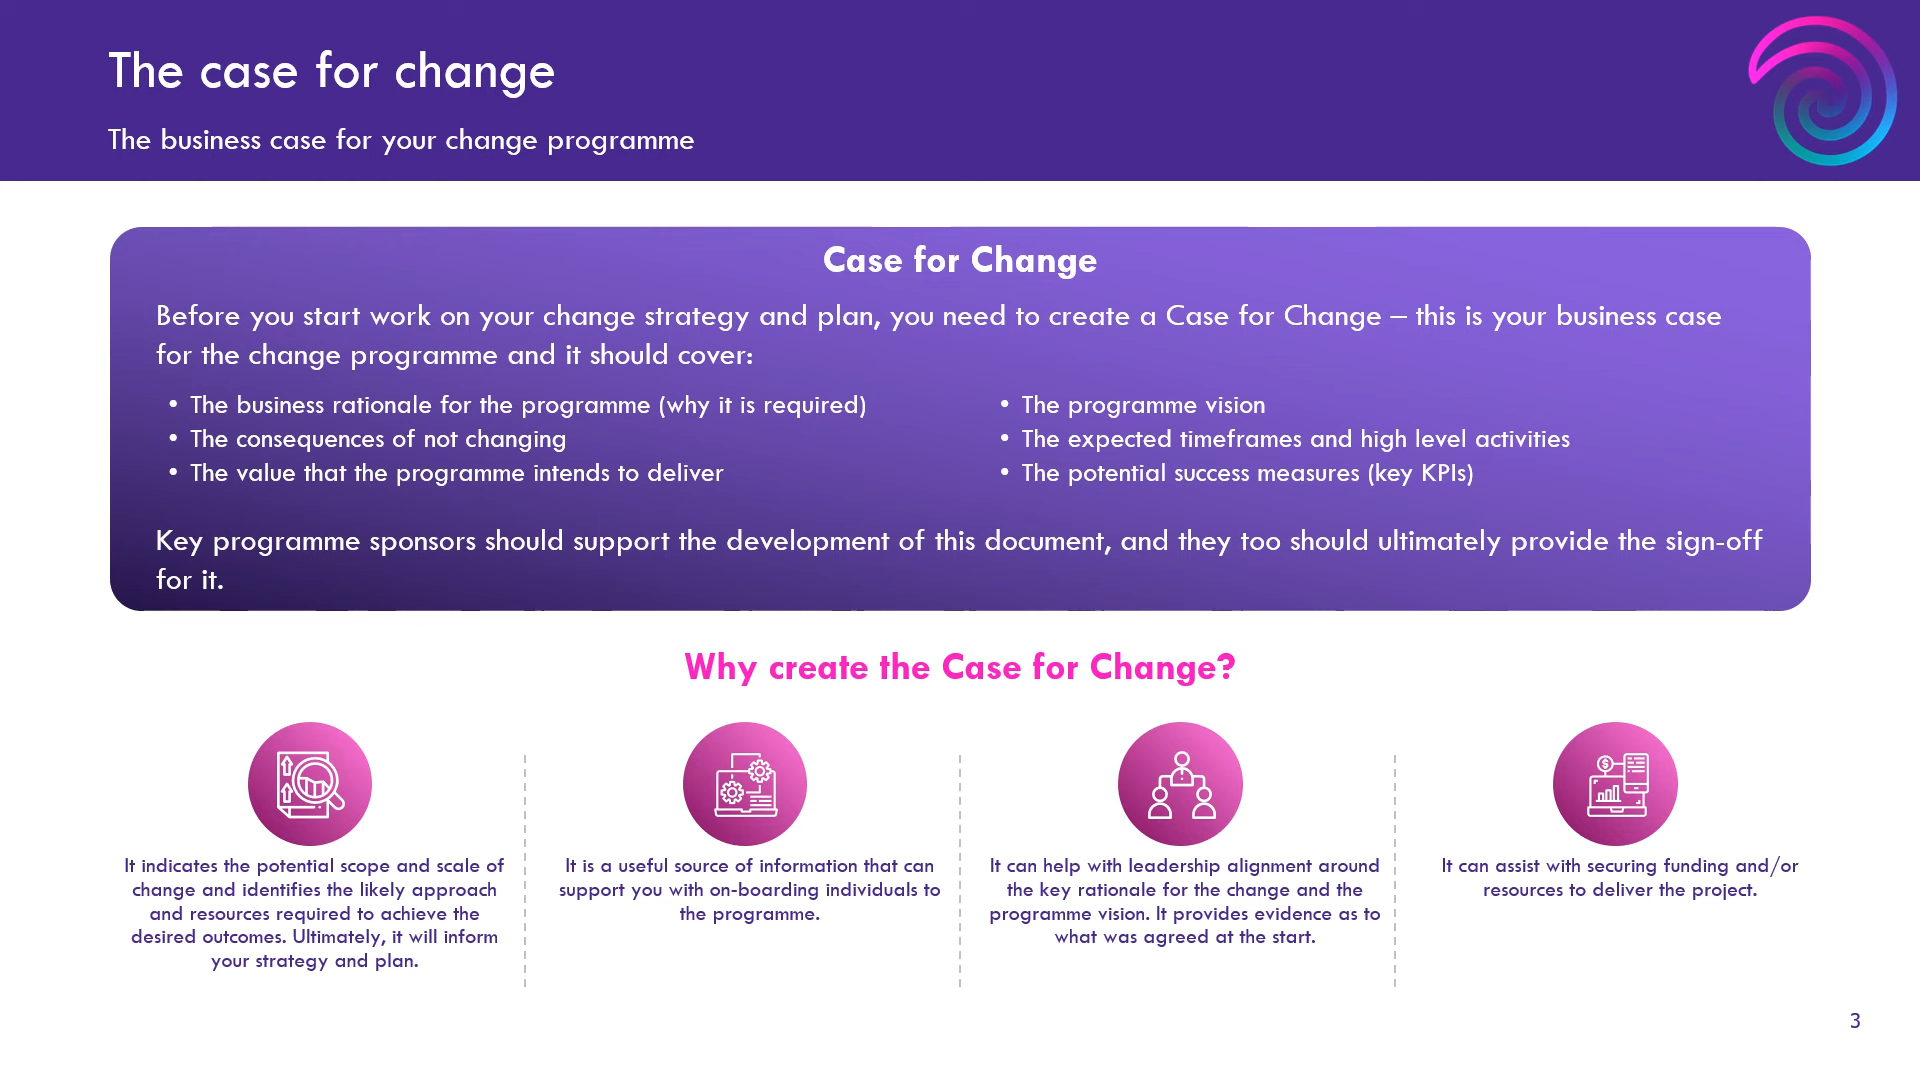 The case for change
The business case for your change programme
Case for Change
Before you start work on your change strategy and plan, you need to create a Case for Change – this is your business case
for the change programme and it should cover:
• The business rationale for the programme (why it is required)
• The consequences of not changing
• The value that the programme intends to deliver
• The programme vision
• The expected timeframes and high level activities
• The potential success measures (key KPIs)
Key programme sponsors should support the development of this document, and they too should ultimately provide the sign-off
for it.
Why create the Case for Change?
It indicates the potential scope and scale of
change and identifies the likely approach
and resources required to achieve the
desired outcomes. Ultimately, it will inform
your strategy and plan.
It is a useful source of information that can
support you with on-boarding individuals to
the programme.
It can help with leadership alignment around
the key rationale for the change and the
programme vision. It provides evidence as to
what was agreed at the start.
It can assist with securing funding and/or
resources to deliver the project.
3